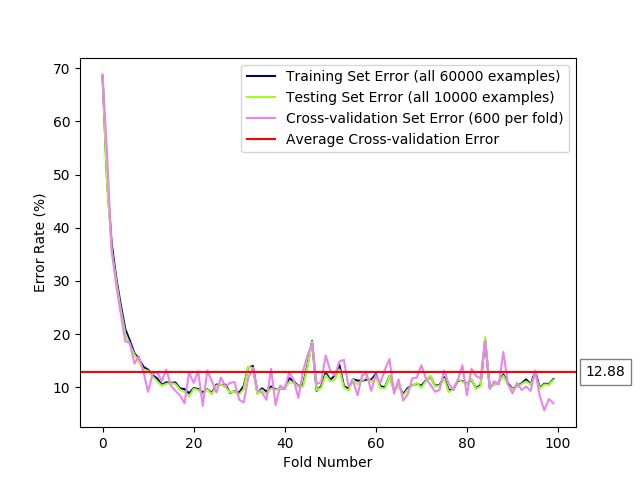 Training Set Error (all 60000 examples)
Testing Set Error (all 10000 examples)
Cross-validation Set Error (600 per fold)
Average Cross-validation Error
Error Rate (%)
70
60
50
40
30
20
10
12.88
0 20 40 60 80 100
Fold Number